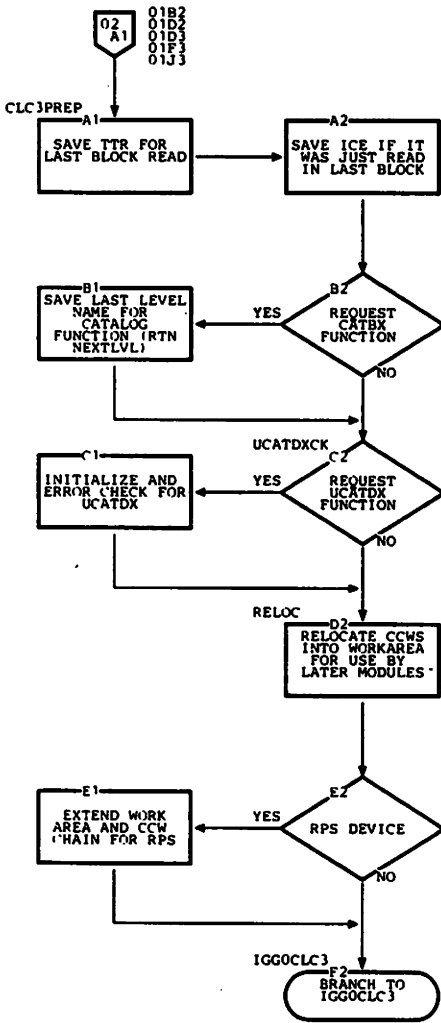 02
A1
01B2
01D2
01D3
01F3
01J3
CLC3PREP
A1
SAVE TTR FOR
LAST BLOCK READ
A2
SAVE ICE IF IT
WAS JUST READ
IN LAST BLOCK
B1
SAVE LAST LEVEL
NAME FOR
CATALOG
FUNCTION (RTN
NEXTLVL)
YES
B2
REQUEST
CATBX
FUNCTION
NO
UCATDXCK
C1
INITIALIZE AND
ERROR CHECK FOR
UCATDX
YES
C2
REQUEST
UCATDX
FUNCTION
NO
RELOC
D2
RELOCATE CCWS
INTO WORKAREA
FOR USE BY
LATER MODULES
E1
EXTEND WORK
AREA AND CCW
CHAIN FOR RPS
YES
E2
RPS DEVICE
NO
IGG0CLC3
F2
BRANCH TO
IGG0CLC3